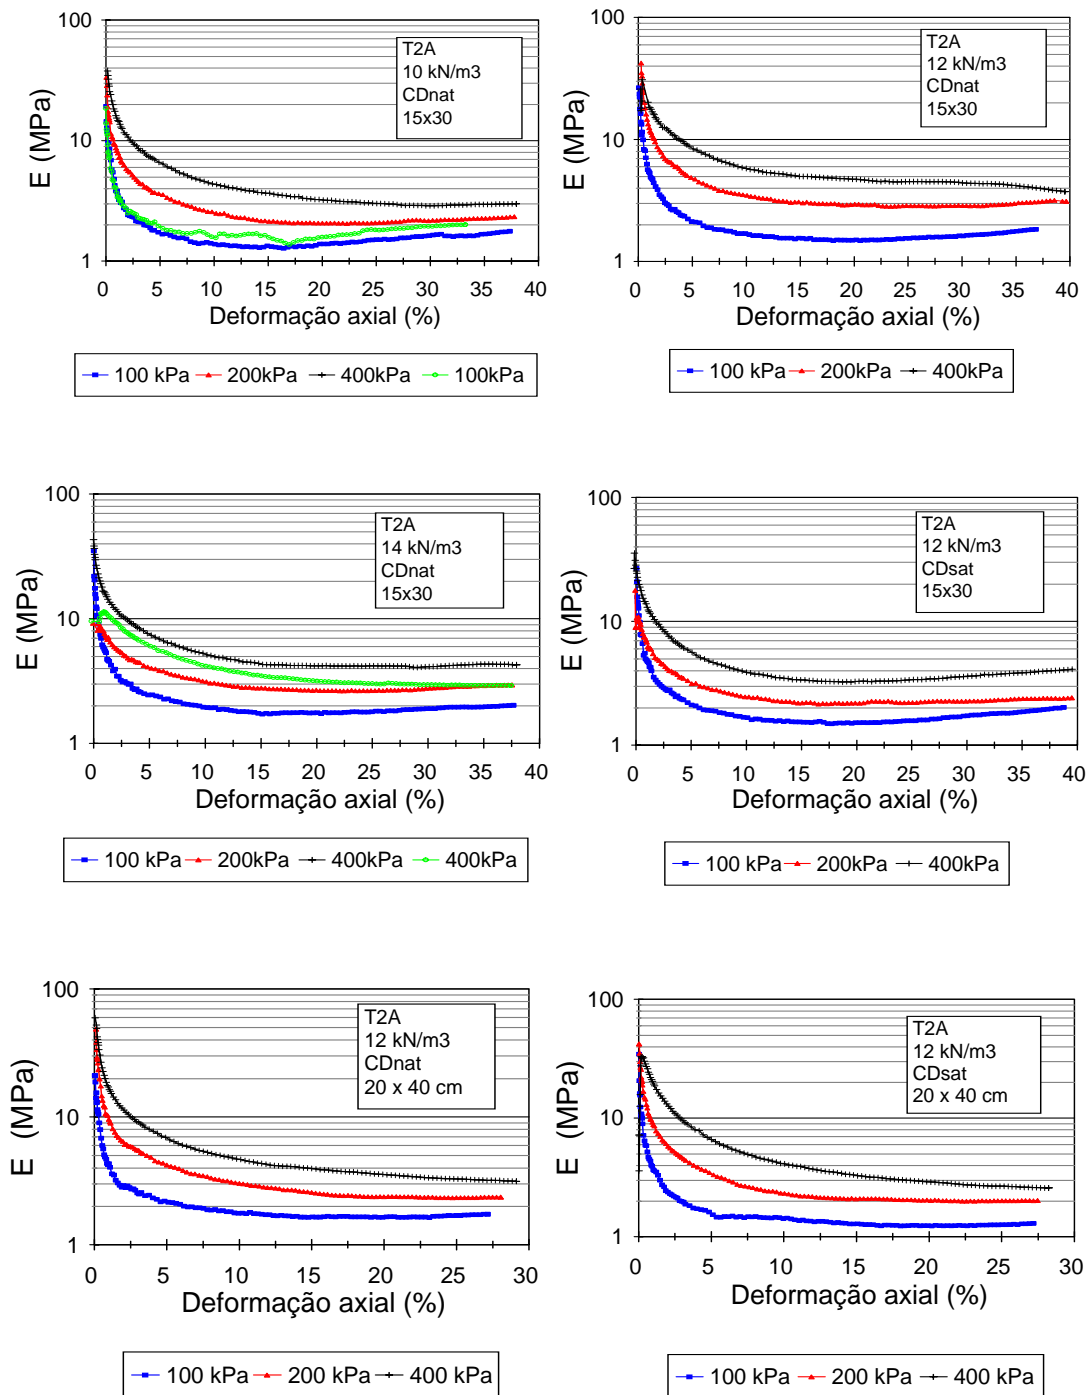 100
10
1
E (MPa)
T2A
10 kN/m3
CDnat
15x30
0 5 10 15 20 25 30 35 40
Deformação axial (%)
100 kPa 200kPa 400kPa 100kPa
100
10
1
E (MPa)
T2A
12 kN/m3
CDnat
15x30
0 5 10 15 20 25 30 35 40
Deformação axial (%)
100 kPa 200kPa 400kPa
100
10
1
E (MPa)
T2A
14 kN/m3
CDnat
15x30
0 5 10 15 20 25 30 35 40
Deformação axial (%)
100 kPa 200kPa 400kPa 400kPa
100
10
1
E (MPa)
T2A
12 kN/m3
CDsat
15x30
0 5 10 15 20 25 30 35 40
Deformação axial (%)
100 kPa 200kPa 400kPa
100
10
1
E (MPa)
T2A
12 kN/m3
CDnat
20 x 40 cm
0 5 10 15 20 25 30
Deformação axial (%)
100 kPa 200 kPa 400 kPa
100
10
1
E (MPa)
T2A
12 kN/m3
CDsat
20 x 40 cm
0 5 10 15 20 25 30
Deformação axial (%)
100 kPa 200 kPa 400 kPa